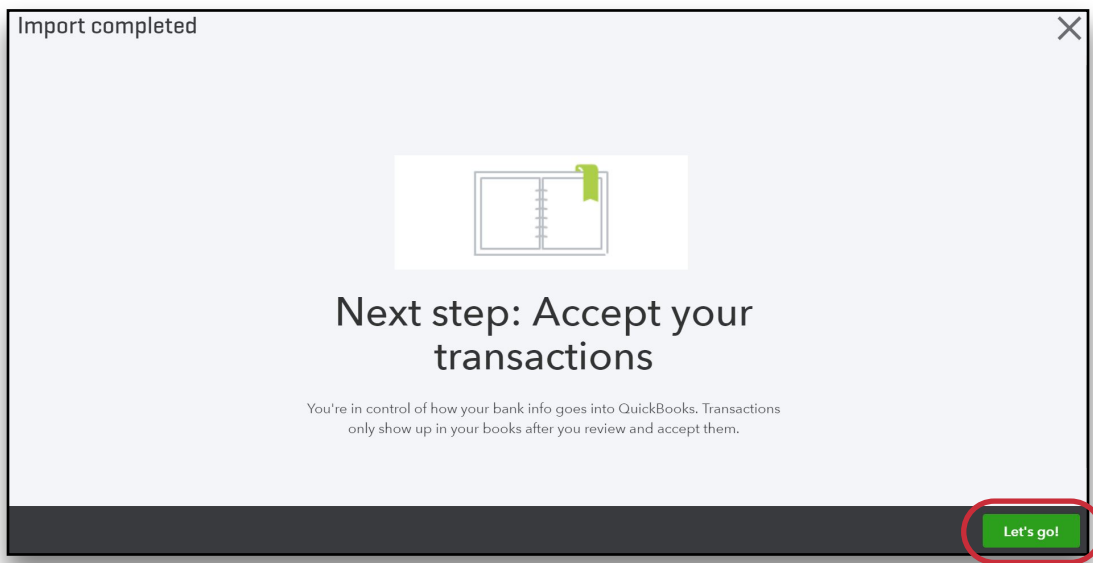 Import completed
Next step: Accept your
transactions
You're in control of how your bank info goes into QuickBooks. Transactions
only show up in your books after you review and accept them.
Let's go!